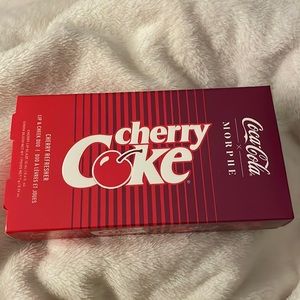 Coca-Cola
×
MORPHE
cherry
Coke
CHERRY REFRESHER
LIP & CHEEK DUO | DUO À LÈVRES ET JOUES